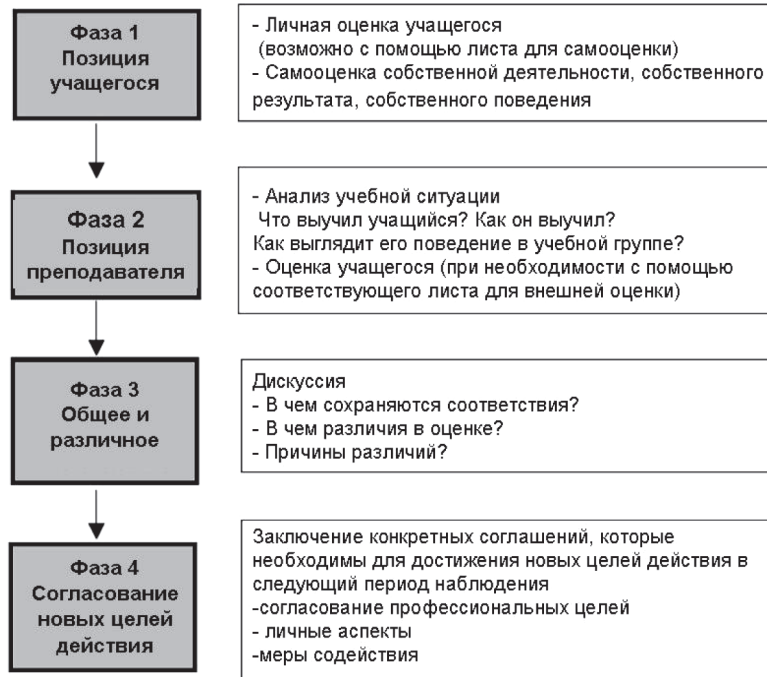 Фаза 1
Позиция
учащегося
- Личная оценка учащегося
(возможно с помощью листа для самооценки)
- Самооценка собственной деятельности, собственного
результата, собственного поведения
Фаза 2
Позиция
преподавателя
- Анализ учебной ситуации
Что выучил учащийся? Как он выучил?
Как выглядит его поведение в учебной группе?
- Оценка учащегося (при необходимости с помощью
соответствующего листа для внешней оценки)
Фаза 3
Общее и
различное
Дискуссия
- В чем сохраняются соответствия?
- В чем различия в оценке?
- Причины различий?
Фаза 4
Согласование
новых целей
действия
Заключение конкретных соглашений, которые
необходимы для достижения новых целей действия в
следующий период наблюдения
-согласование профессиональных целей
- личные аспекты
-меры содействия